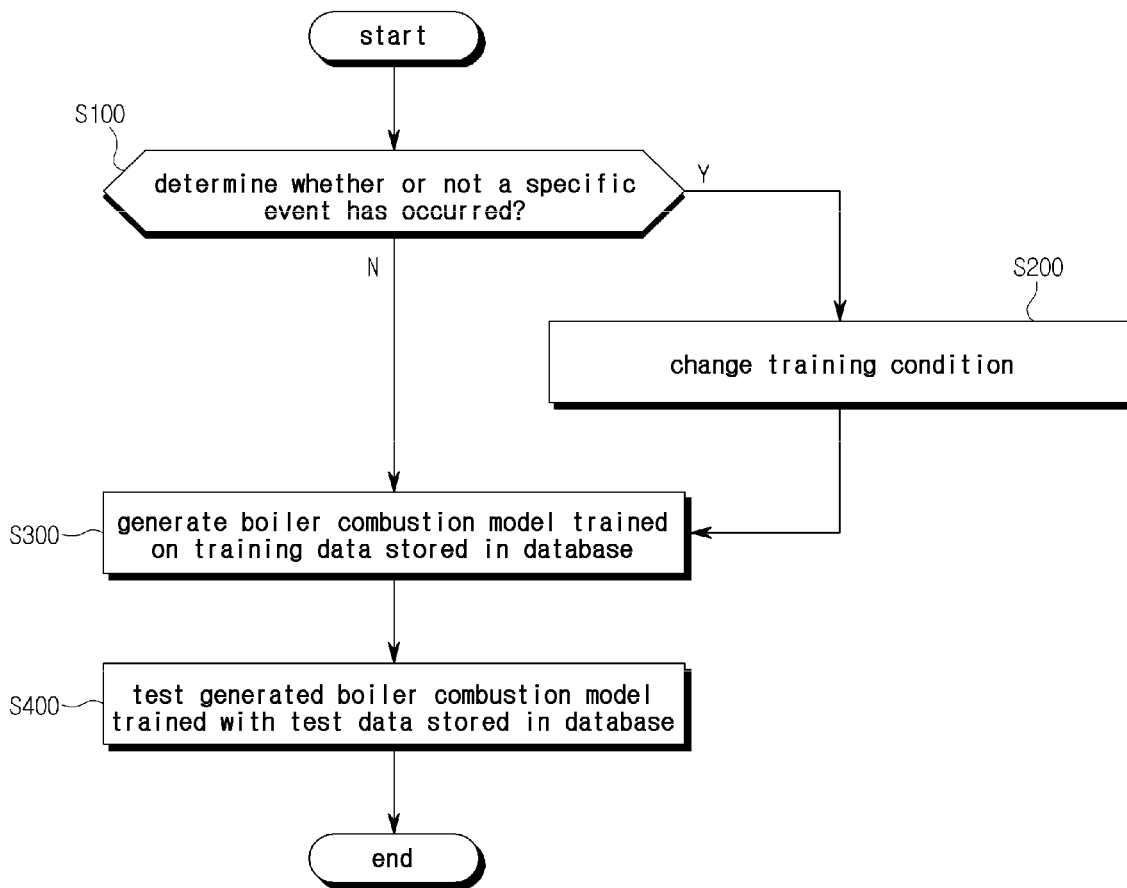 start
S100
determine whether or not a specific
event has occurred?
Y
N
S200
change training condition
S300
generate boiler combustion model trained
on training data stored in database
S400
test generated boiler combustion model
trained with test data stored in database
end